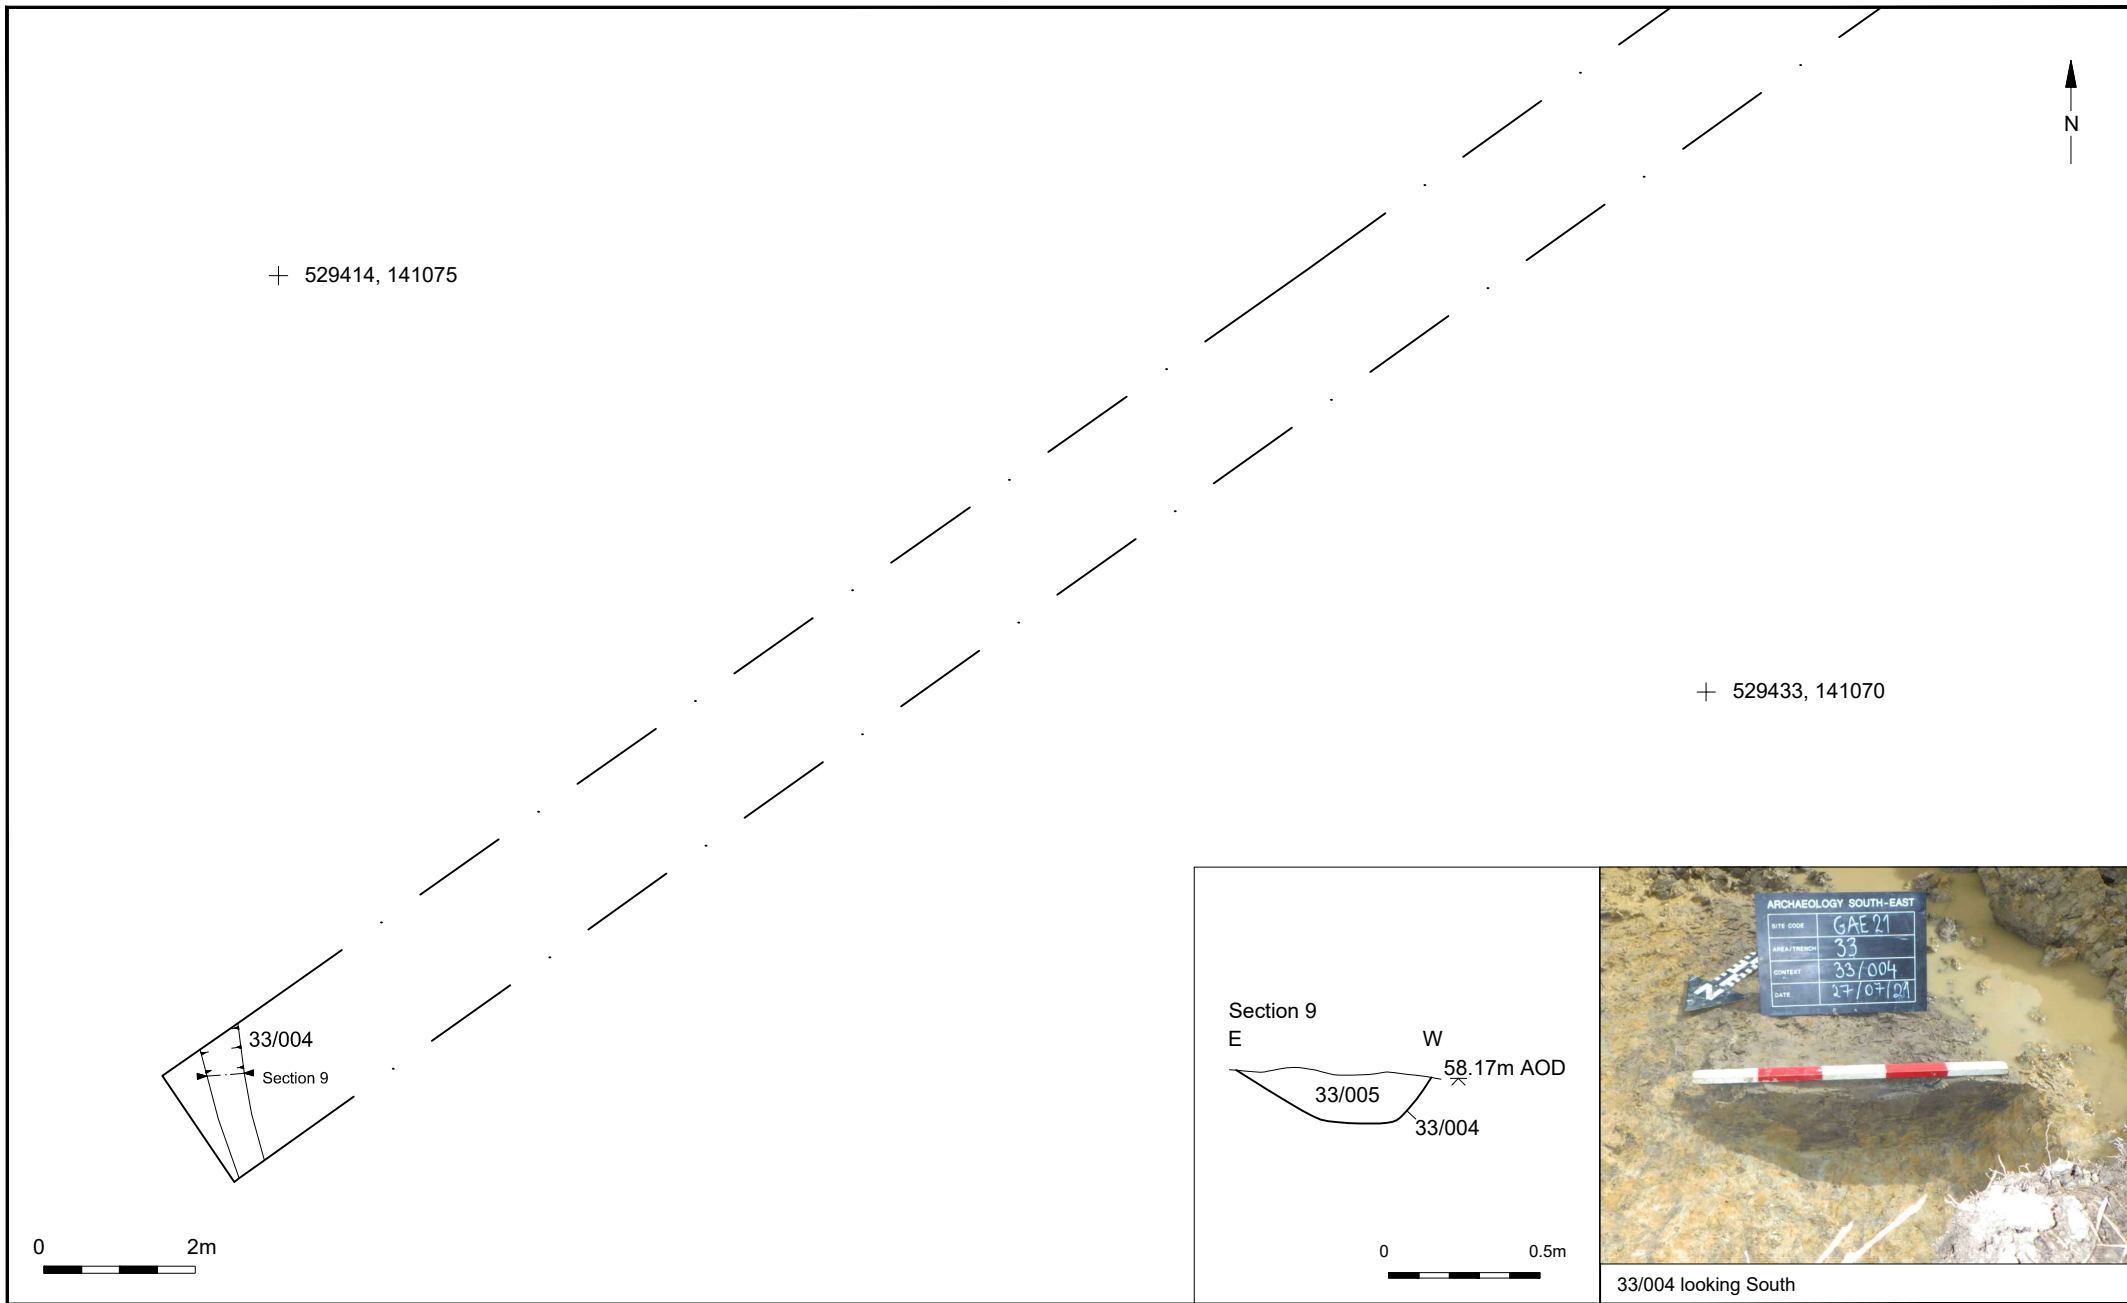 N
529414, 141075
529433, 141070
33/004
Section 9
0 2m
Section 9
E W
58.17m AOD
33/005
33/004
0 0.5m
ARCHAEOLOGY SOUTH-EAST
SITE CODE GAE 21
AREA/TRENCH 33
CONTEXT 33/004
DATE 27/07/21
N
33/004 looking South